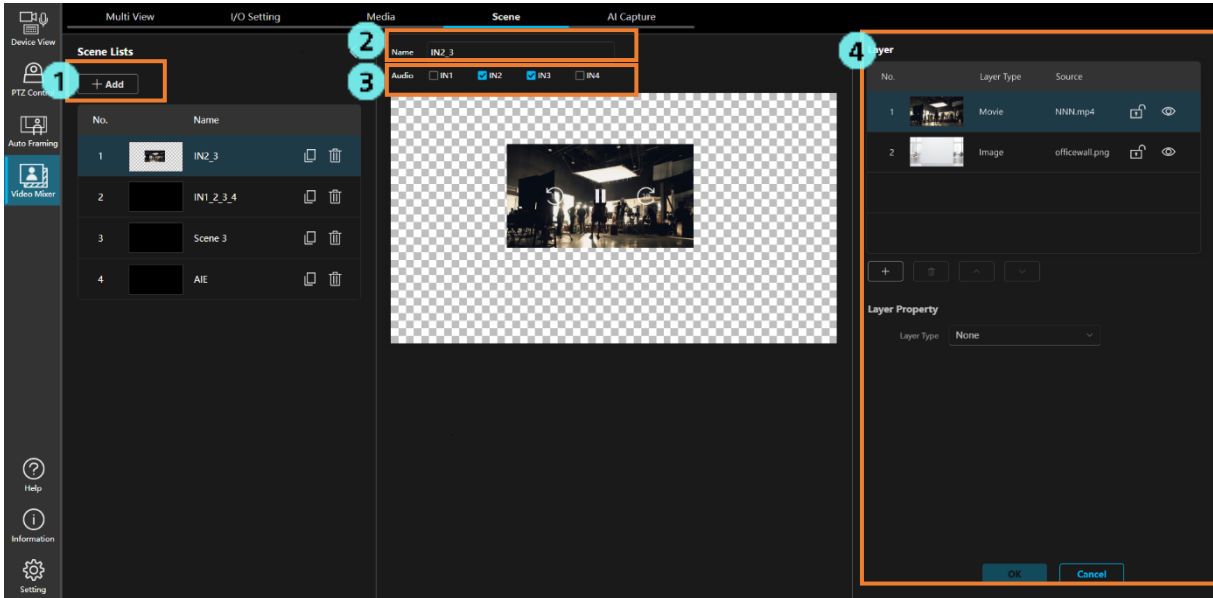 Multi View
I/O Setting
Media
Scene
AI Capture
Device View
PTZ Con
Auto Framing
Video Mixer
Help
Information
Setting
Scene Lists
1
+ Add
No. Name
1 IN2_3
2 IN1_2_3_4
3 Scene 3
4 AIE
2
Name IN2_3
3
Audio IN1 IN2 IN3 IN4
4
ayer
No. Layer Type Source
1 Movie NNN.mp4
2 Image officewall.png
+
Layer Property
Layer Type None
OK Cancel